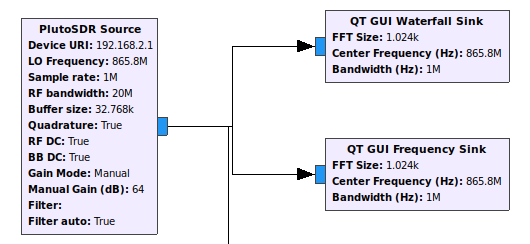 PlutoSDR Source
Device URI: 192.168.2.1
LO Frequency: 865.8M
Sample rate: 1M
RF bandwidth: 20M
Buffer size: 32.768k
Quadrature: True
RF DC: True
BB DC: True
Gain Mode: Manual
Manual Gain (dB): 64
Filter:
Filter auto: True
QT GUI Waterfall Sink
FFT Size: 1.024k
Center Frequency (Hz): 865.8M
Bandwidth (Hz): 1M
QT GUI Frequency Sink
FFT Size: 1.024k
Center Frequency (Hz): 865.8M
Bandwidth (Hz): 1M